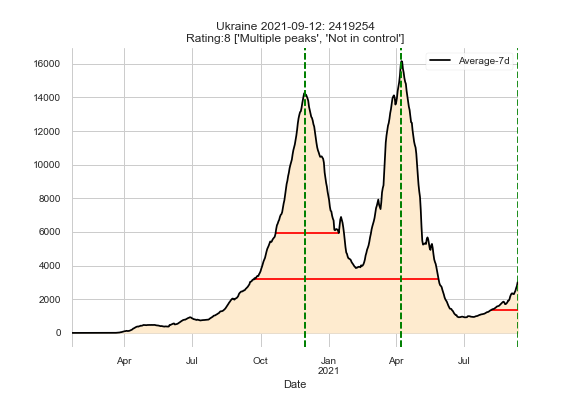 Ukraine 2021-09-12: 2419254
Rating:8 ['Multiple peaks', 'Not in control']
Average-7d
16000
14000
12000
10000
8000
6000
4000
2000
0
Apr Jul Oct Jan Apr Jul
2021
Date